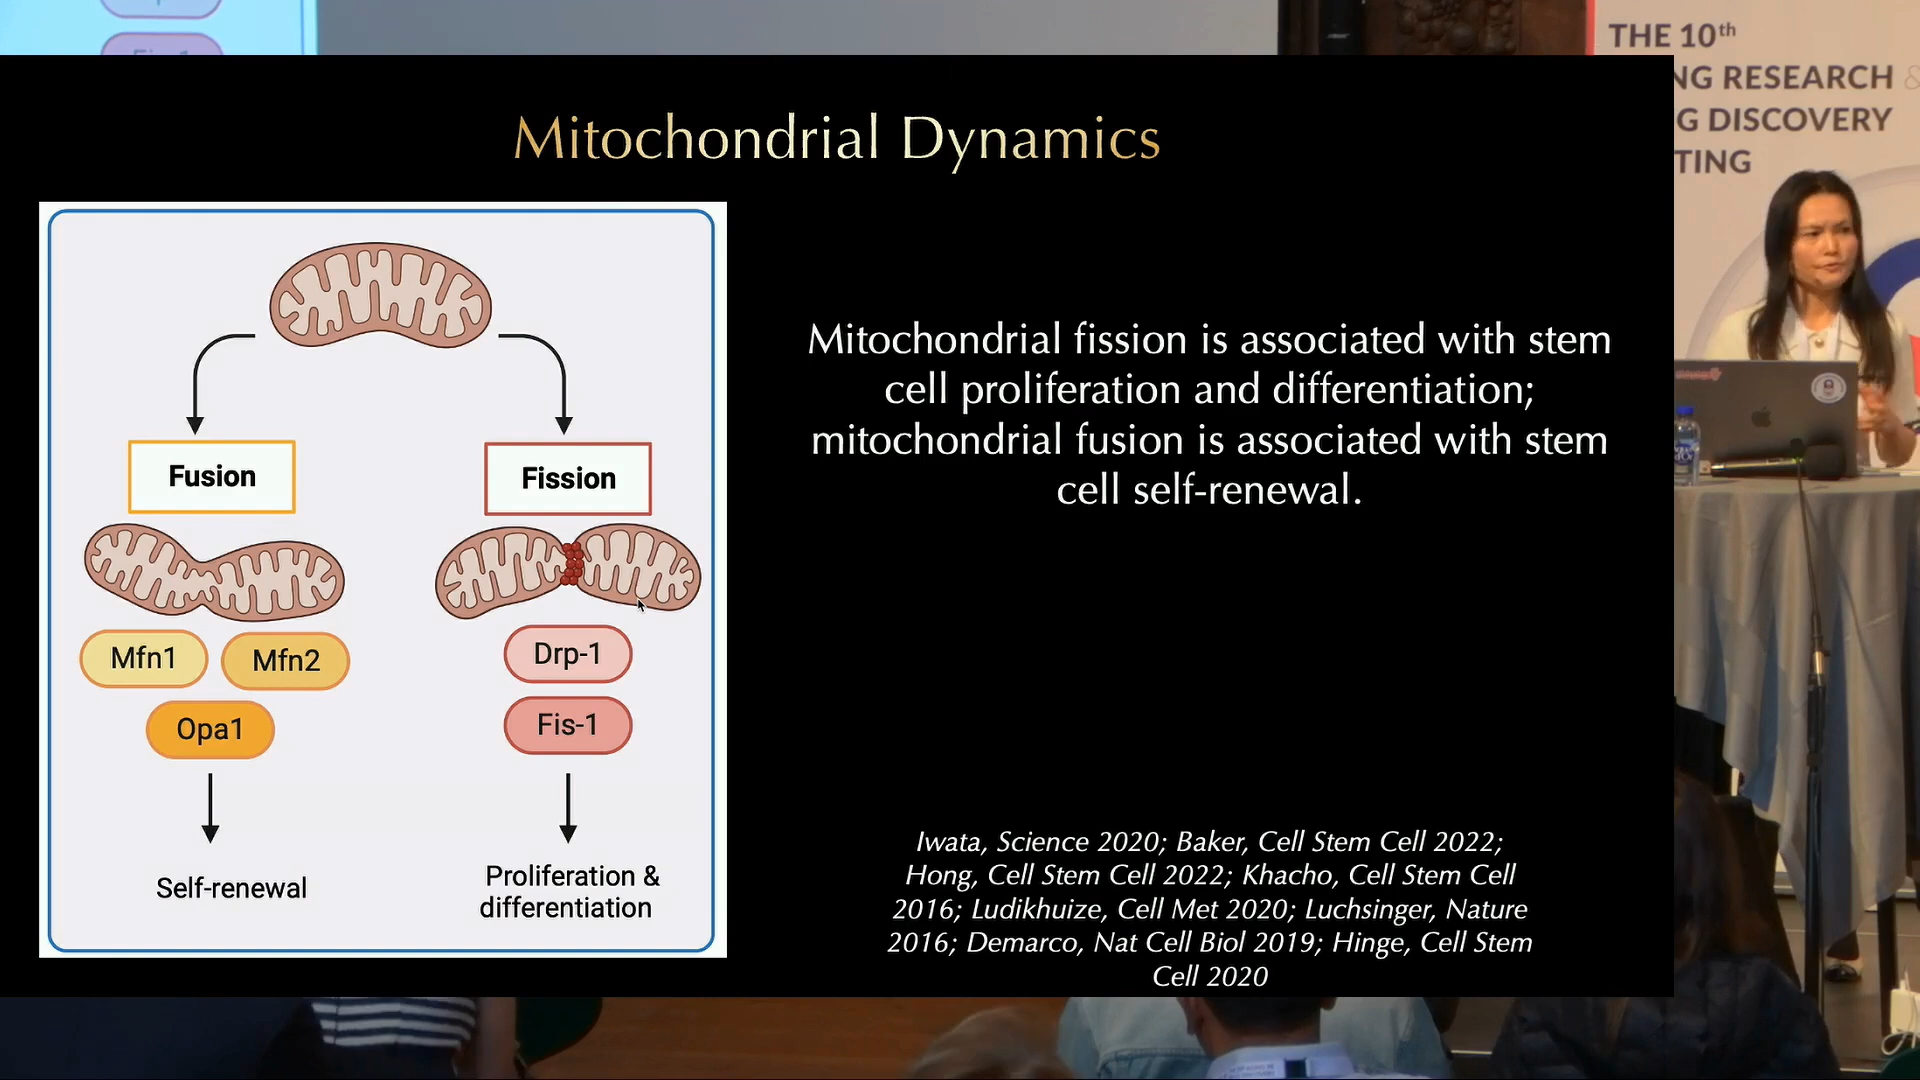 THE 10th
NG RESEARCH &
G DISCOVERY
TING
Mitochondrial Dynamics
Fusion
Fission
Mfn1
Mfn2
Opa1
Drp-1
Fis-1
Self-renewal
Proliferation &
differentiation
Mitochondrial fission is associated with stem
cell proliferation and differentiation;
mitochondrial fusion is associated with stem
cell self-renewal.
Iwata, Science 2020; Baker, Cell Stem Cell 2022;
Hong, Cell Stem Cell 2022; Khacho, Cell Stem Cell
2016; Ludikhuize, Cell Met 2020; Luchsinger, Nature
2016; Demarco, Nat Cell Biol 2019; Hinge, Cell Stem
Cell 2020